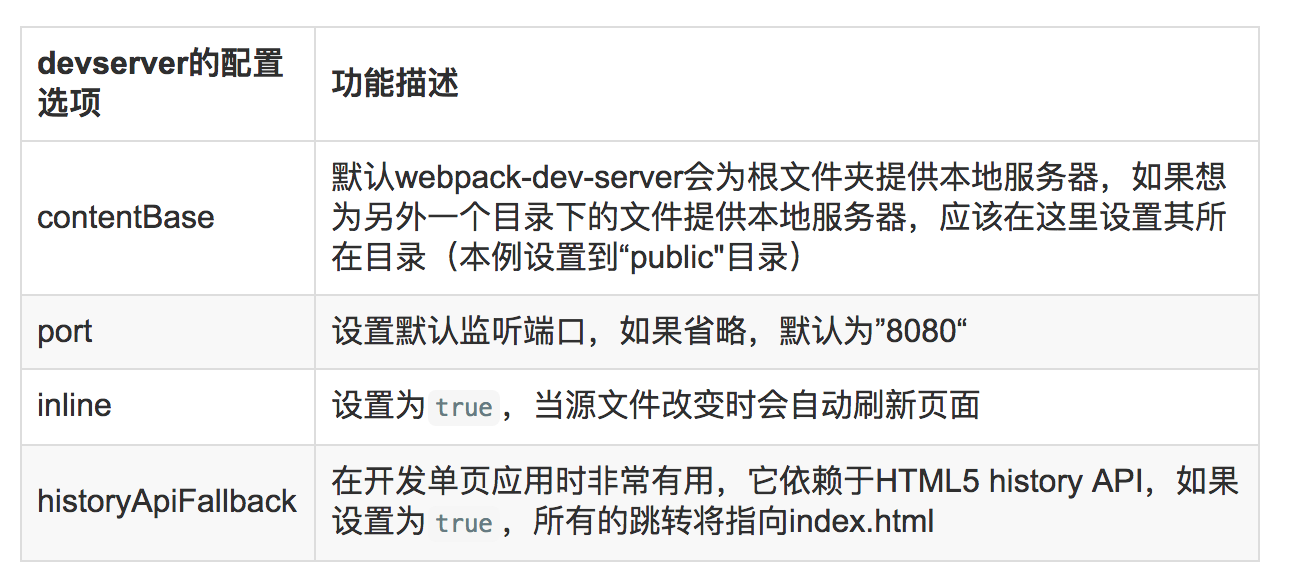 devserver的配置
选项
功能描述
contentBase
默认webpack-dev-server会为根文件夹提供本地服务器，如果想
为另外一个目录下的文件提供本地服务器，应该在这里设置其所
在目录（本例设置到“public"目录）
port
设置默认监听端口，如果省略，默认为”8080“
inline
设置为 true ，当源文件改变时会自动刷新页面
historyApiFallback
在开发单页应用时非常有用，它依赖于HTML5 history API，如果
设置为 true ，所有的跳转将指向index.html